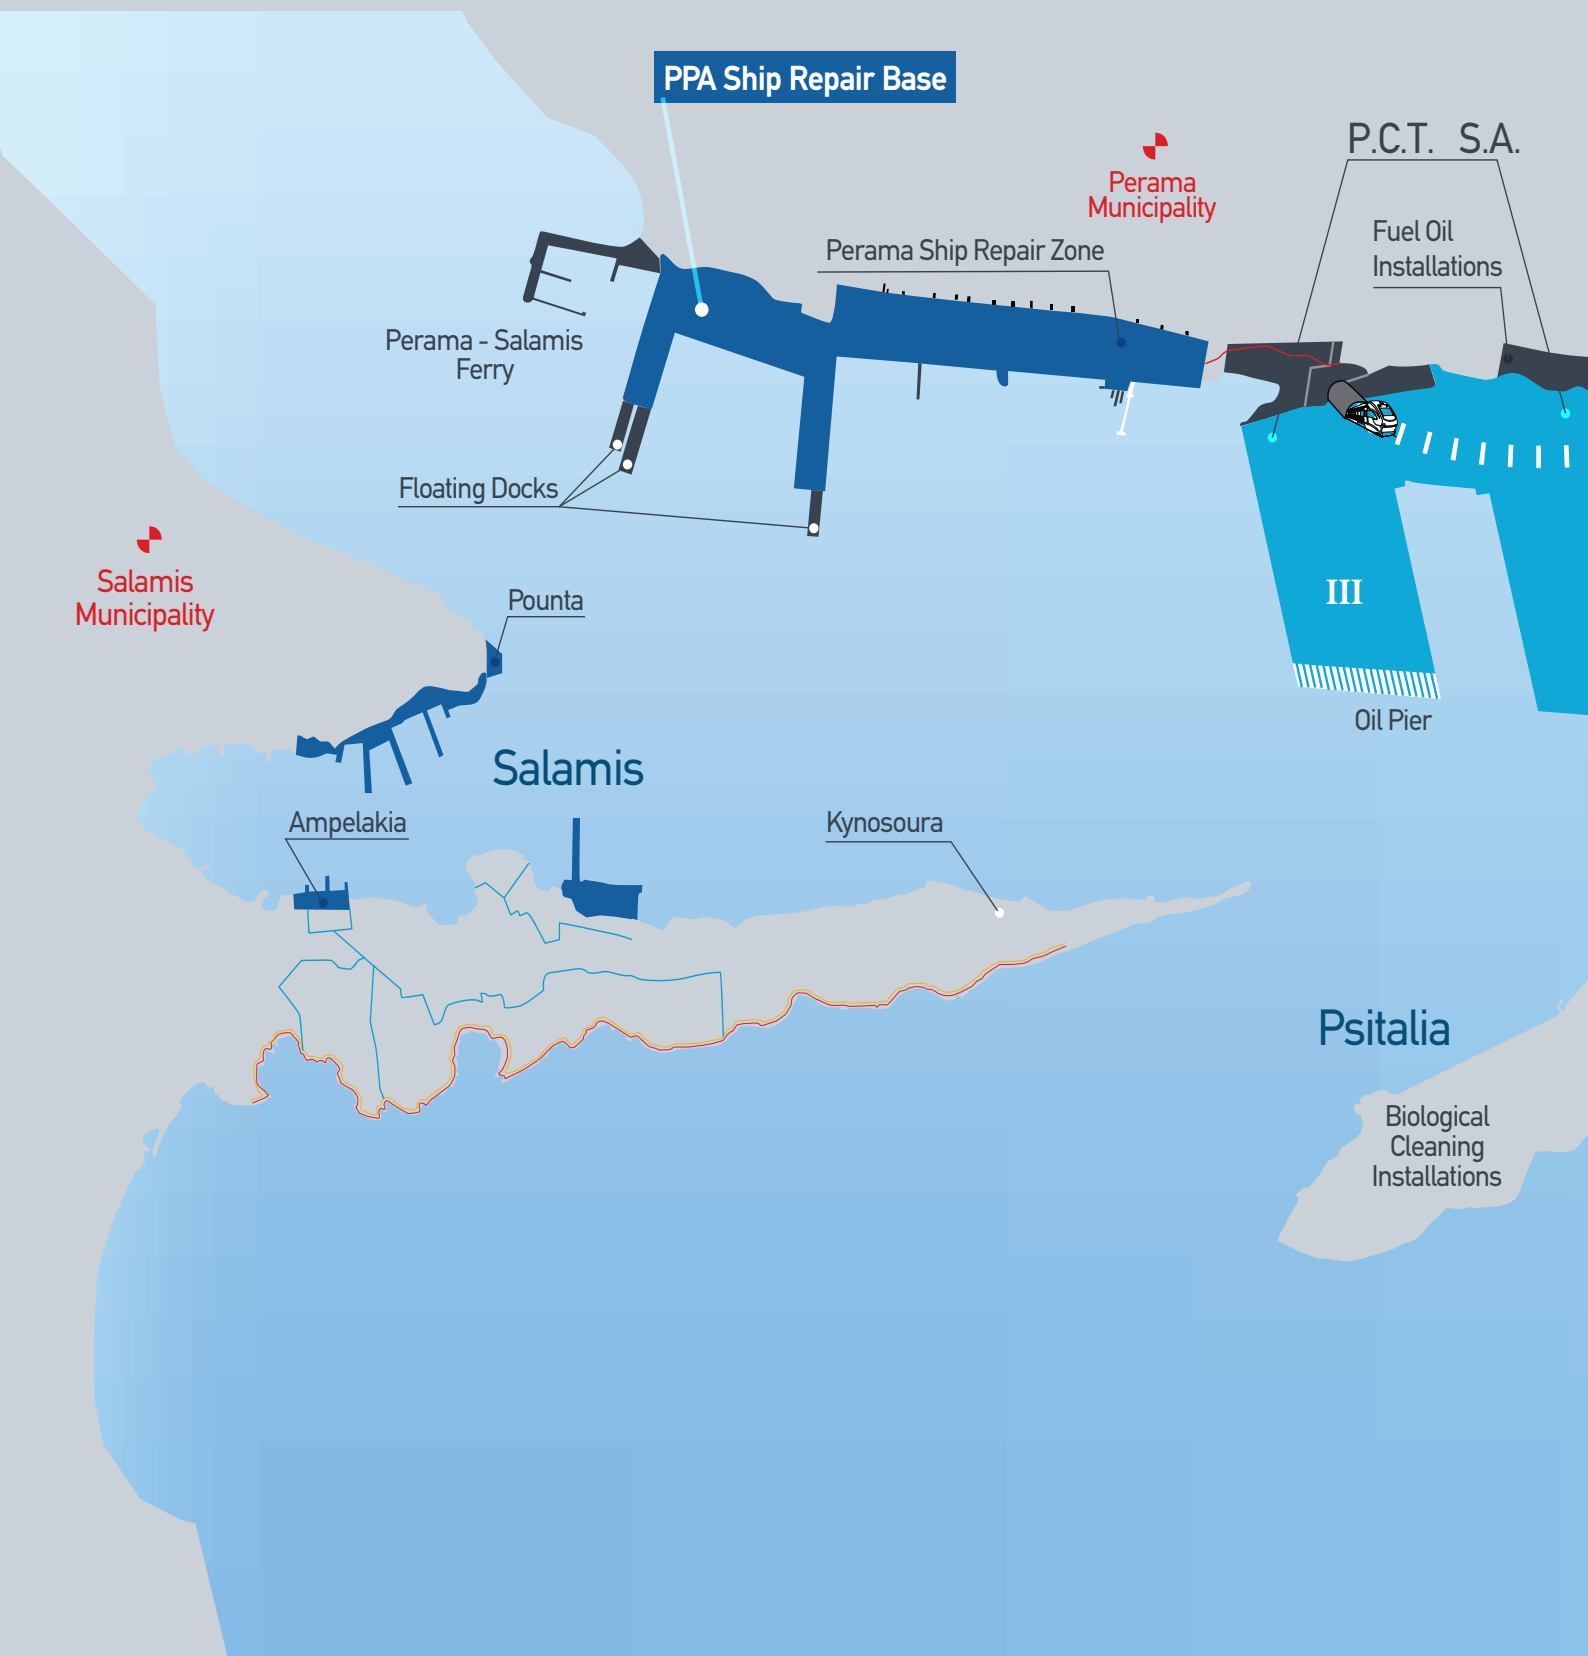 PPA Ship Repair Base
P.C.T. S.A.
Perama
Municipality
Fuel Oil
Installations
Perama Ship Repair Zone
Perama - Salamis
Ferry
Floating Docks
Salamis
Municipality
Pounta
III
Oil Pier
Salamis
Ampelakia
Kynosoura
Psitalia
Biological
Cleaning
Installations